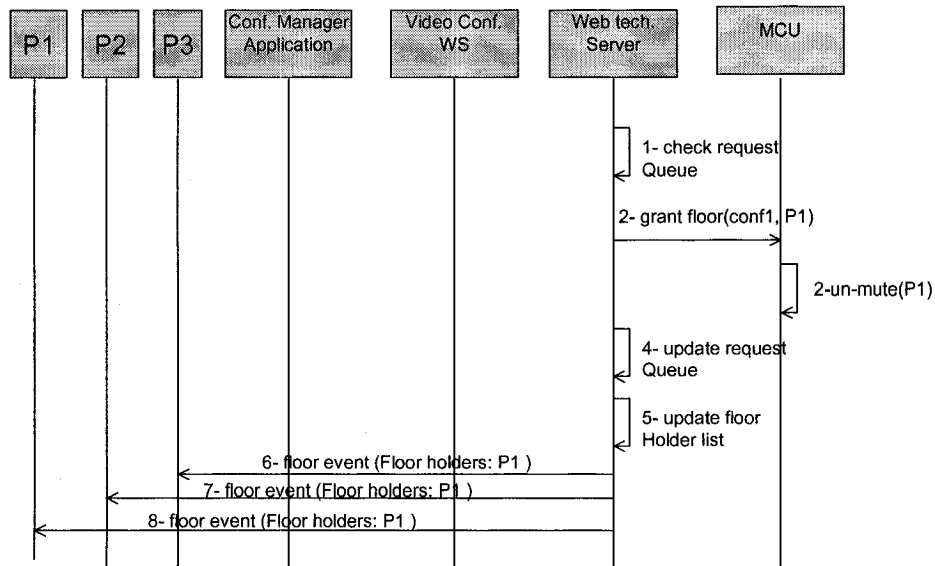 P1
P2
P3
Conf. Manager
Application
Video Conf.
WS
Web tech.
Server
MCU
1- check request
Queue
2- grant floor(conf1, P1)
2-un-mute(P1)
4- update request
Queue
5- update floor
Holder list
6- floor event (Floor holders: P1 )
7- floor event (Floor holders: P1 )
8- floor event (Floor holders: P1 )